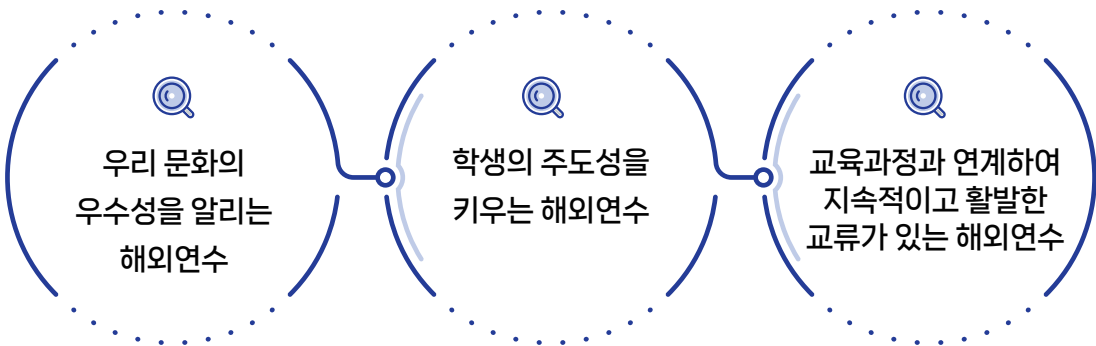 우리 문화의
우수성을 알리는
해외연수
학생의 주도성을
키우는 해외연수
교육과정과 연계하여
지속적이고 활발한
교류가 있는 해외연수